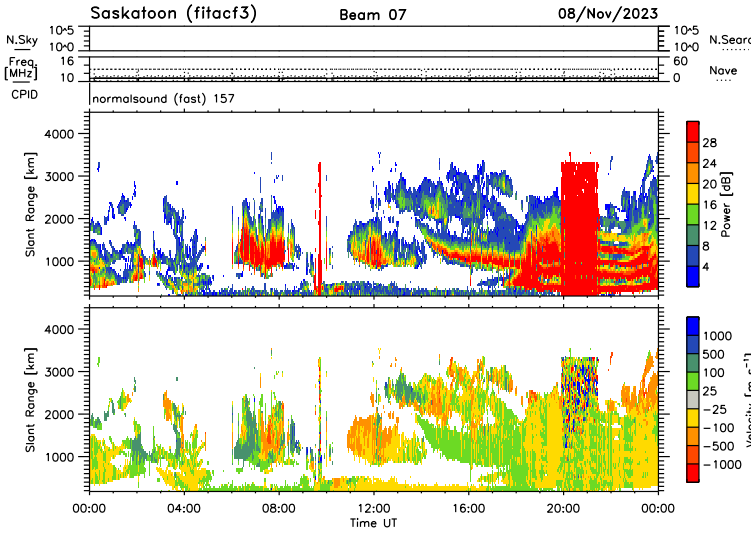 Saskatoon (fitacf3) Beam 07 08/Nov/2023
N.Sky 10^5 10^0 10^5 10^0 N.Sear
Freq. [MHz] 16 10 60 0 Nave
CPID normalsound (fast) 157
Slant Range [km] 4000 3000 2000 1000
Power [dB] 28 24 20 16 12 8 4
Slant Range [km] 4000 3000 2000 1000
Velocity [m s^-1] 1000 500 100 25 -25 -100 -500 -1000
00:00 04:00 08:00 12:00 16:00 20:00 00:00
Time UT